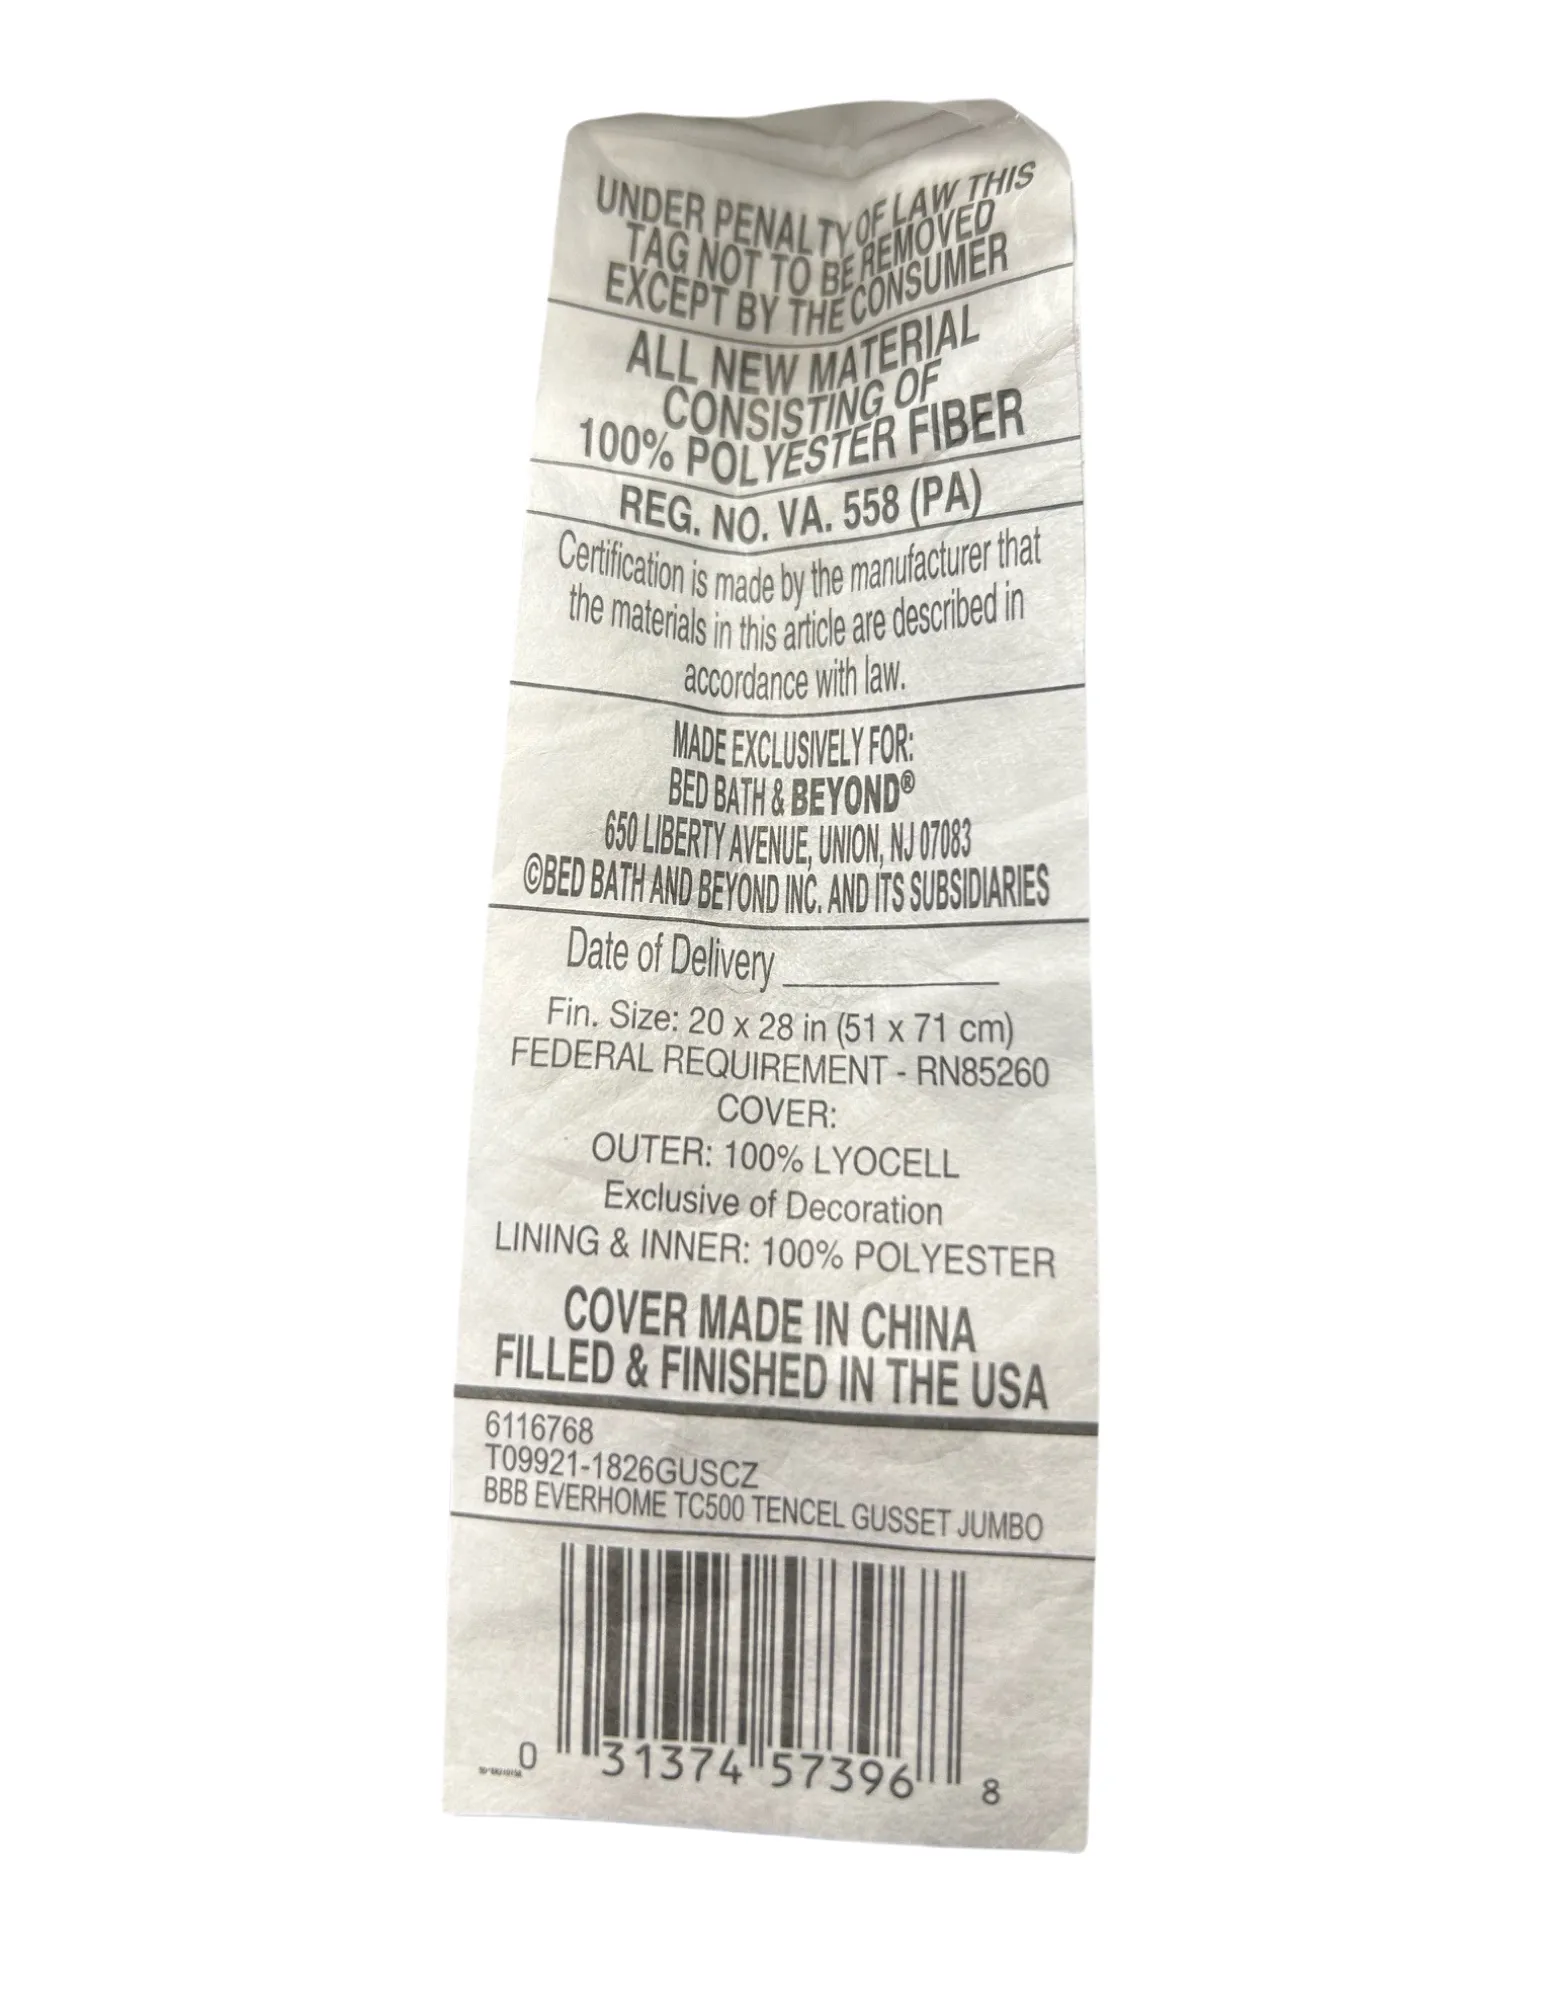 UNDER PENALTY OF LAW THIS
TAG NOT TO BE REMOVED
EXCEPT BY THE CONSUMER
ALL NEW MATERIAL
CONSISTING OF
100% POLYESTER FIBER
REG. NO. VA. 558 (PA)
Certification is made by the manufacturer that
the materials in this article are described in
accordance with law.
MADE EXCLUSIVELY FOR:
BED BATH & BEYOND®
650 LIBERTY AVENUE, UNION, NJ 07083
©BED BATH AND BEYOND INC. AND ITS SUBSIDIARIES
Date of Delivery
Fin. Size: 20 x 28 in (51 x 71 cm)
FEDERAL REQUIREMENT - RN85260
COVER:
OUTER: 100% LYOCELL
Exclusive of Decoration
LINING & INNER: 100% POLYESTER
COVER MADE IN CHINA
FILLED & FINISHED IN THE USA
6116768
T09921-1826GUSCZ
BBB EVERHOME TC500 TENCEL GUSSET JUMBO
0 31374 57396 8